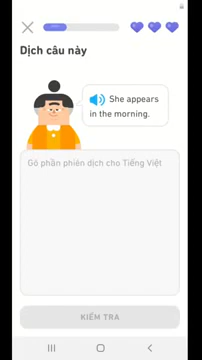 Dịch câu này
She appears
in the morning.
Gõ phần phiên dịch cho Tiếng Việt
KIỂM TRA